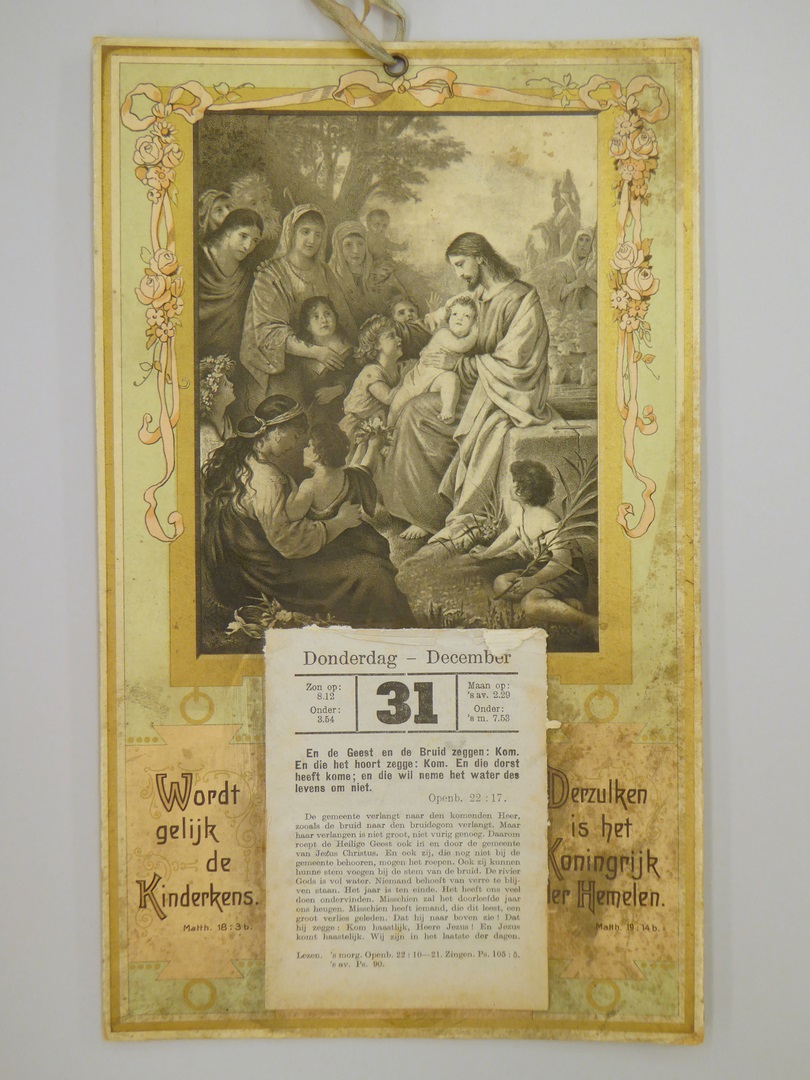 Donderdag – December
Zon op:
8.12
Onder:
3.54
31
Maan op:
's av. 2.29
Onder:
's m. 7.53
En de Geest en de Bruid zeggen: Kom.
En die het hoort zegge: Kom. En die dorst
heeft kome; en die wil neme het water des
levens om niet.
Openb. 22 : 17.
De gemeente verlangt naar den komenden Heer,
zooals de bruid naar den bruidegom verlangt. Maar
haar verlangen is niet groot, niet vurig genoeg. Daarom
roept de Heilige Geest ook in en door de gemeente
van Jezus Christus. En ook zij, die nog niet bij de
gemeente behooren, mogen het roepen. Ook zij kunnen
hunne stem voegen bij de stem van de bruid. De rivier
Gods is vol water. Niemand behoeft van verre te blij-
ven staan. Het jaar is ten einde. Het heeft ons veel
doen ondervinden. Misschien zal het doorleefde jaar
ons heugen. Misschien heeft iemand, die dit leest, een
groot verlies geleden. Dat hij naar boven zie! Dat
hij zegge: Kom haastlijk, Heere Jezus! En Jezus
komt haastelijk. Wij zijn in het laatste der dagen.
Lezen. 's morg. Openb. 22 : 10—21. Zingen. Ps. 105 : 5,
's av. Ps. 90.
Wordt
gelijk
de
Kinderkens.
Matth. 18 : 3 b.
Derzulken
is het
Koningrijk
der Hemelen.
Matth. 19 : 14 b.